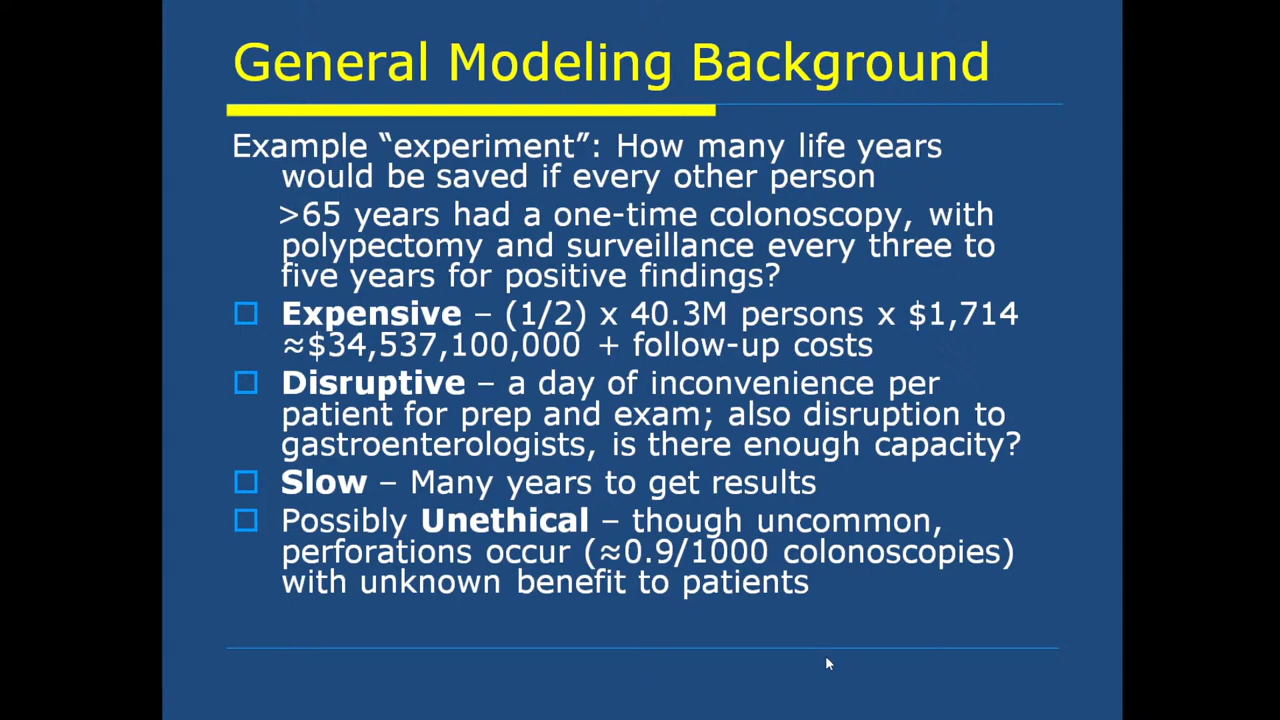 General Modeling Background
Example “experiment”: How many life years
would be saved if every other person
>65 years had a one-time colonoscopy, with
polypectomy and surveillance every three to
five years for positive findings?
Expensive – (1/2) x 40.3M persons x $1,714
≈$34,537,100,000 + follow-up costs
Disruptive – a day of inconvenience per
patient for prep and exam; also disruption to
gastroenterologists, is there enough capacity?
Slow – Many years to get results
Possibly Unethical – though uncommon,
perforations occur (≈0.9/1000 colonoscopies)
with unknown benefit to patients